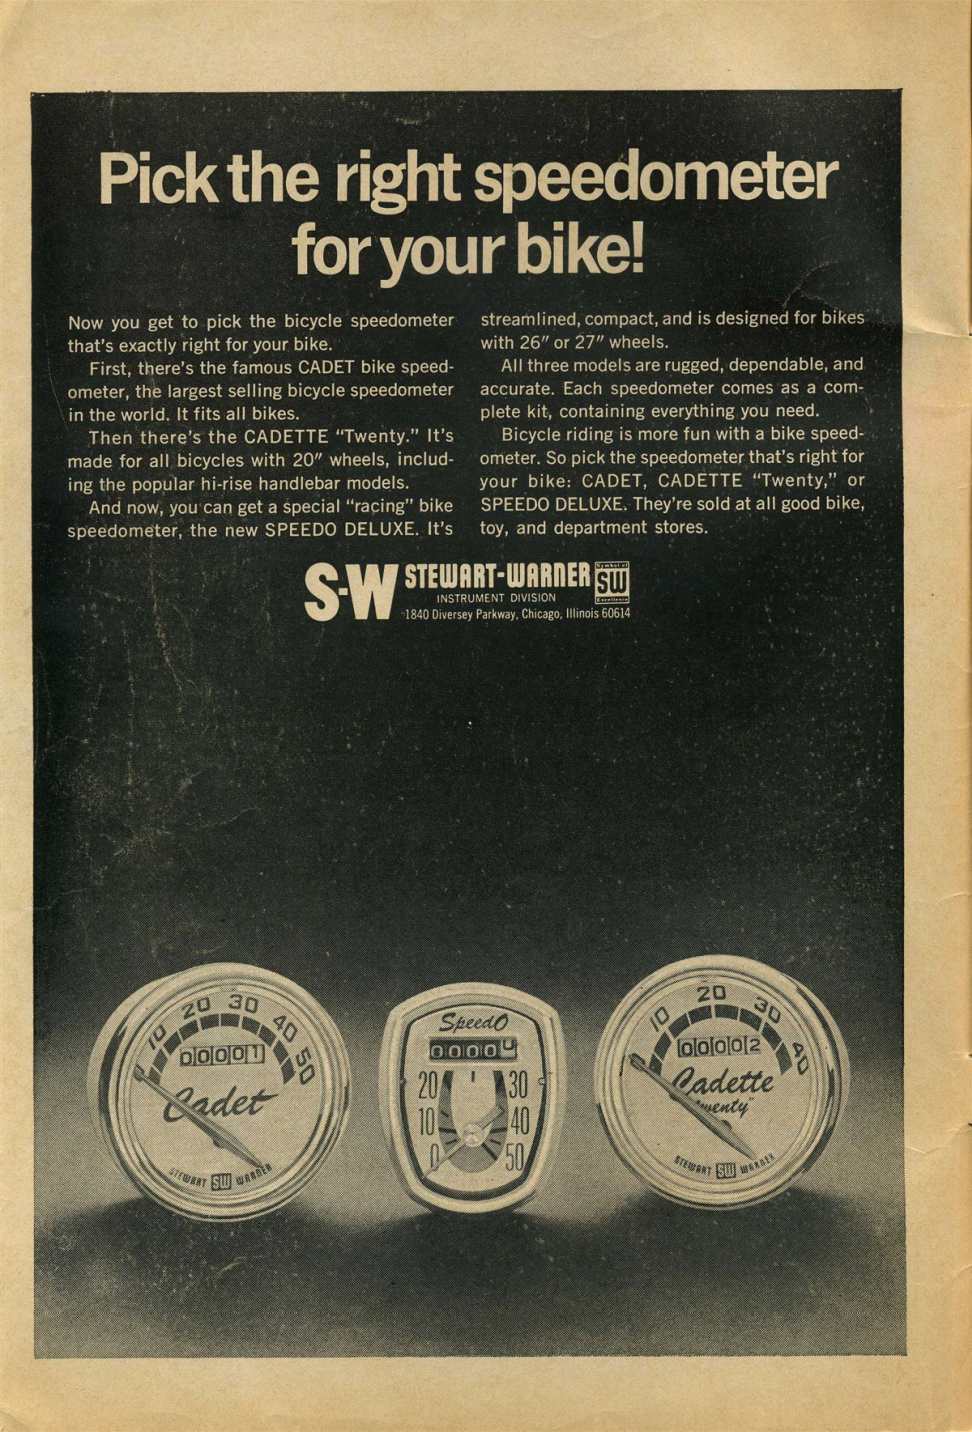 Pick the right speedometer
for your bike!
Now you get to pick the bicycle speedometer
that's exactly right for your bike.
First, there's the famous CADET bike speed-
ometer, the largest selling bicycle speedometer
in the world. It fits all bikes.
Then there's the CADETTE “Twenty.” It's
made for all bicycles with 20″ wheels, includ-
ing the popular hi-rise handlebar models.
And now, you can get a special “racing” bike
speedometer, the new SPEEDO DELUXE. It's
streamlined, compact, and is designed for bikes
with 26″ or 27″ wheels.
All three models are rugged, dependable, and
accurate. Each speedometer comes as a com-
plete kit, containing everything you need.
Bicycle riding is more fun with a bike speed-
ometer. So pick the speedometer that's right for
your bike: CADET, CADETTE “Twenty,” or
SPEEDO DELUXE. They're sold at all good bike,
toy, and department stores.
S-W STEWART-WARNER
INSTRUMENT DIVISION
1840 Diversey Parkway, Chicago, Illinois 60614
Symbol of
SW
Excellence
10 20 30 40 50
00001
Cadet
STEWART SW WARNER
SpeedO
00000
20 30
10 40
0 50
10 20 30 40
00002
Cadette
“Twenty”
STEWART SW WARNER